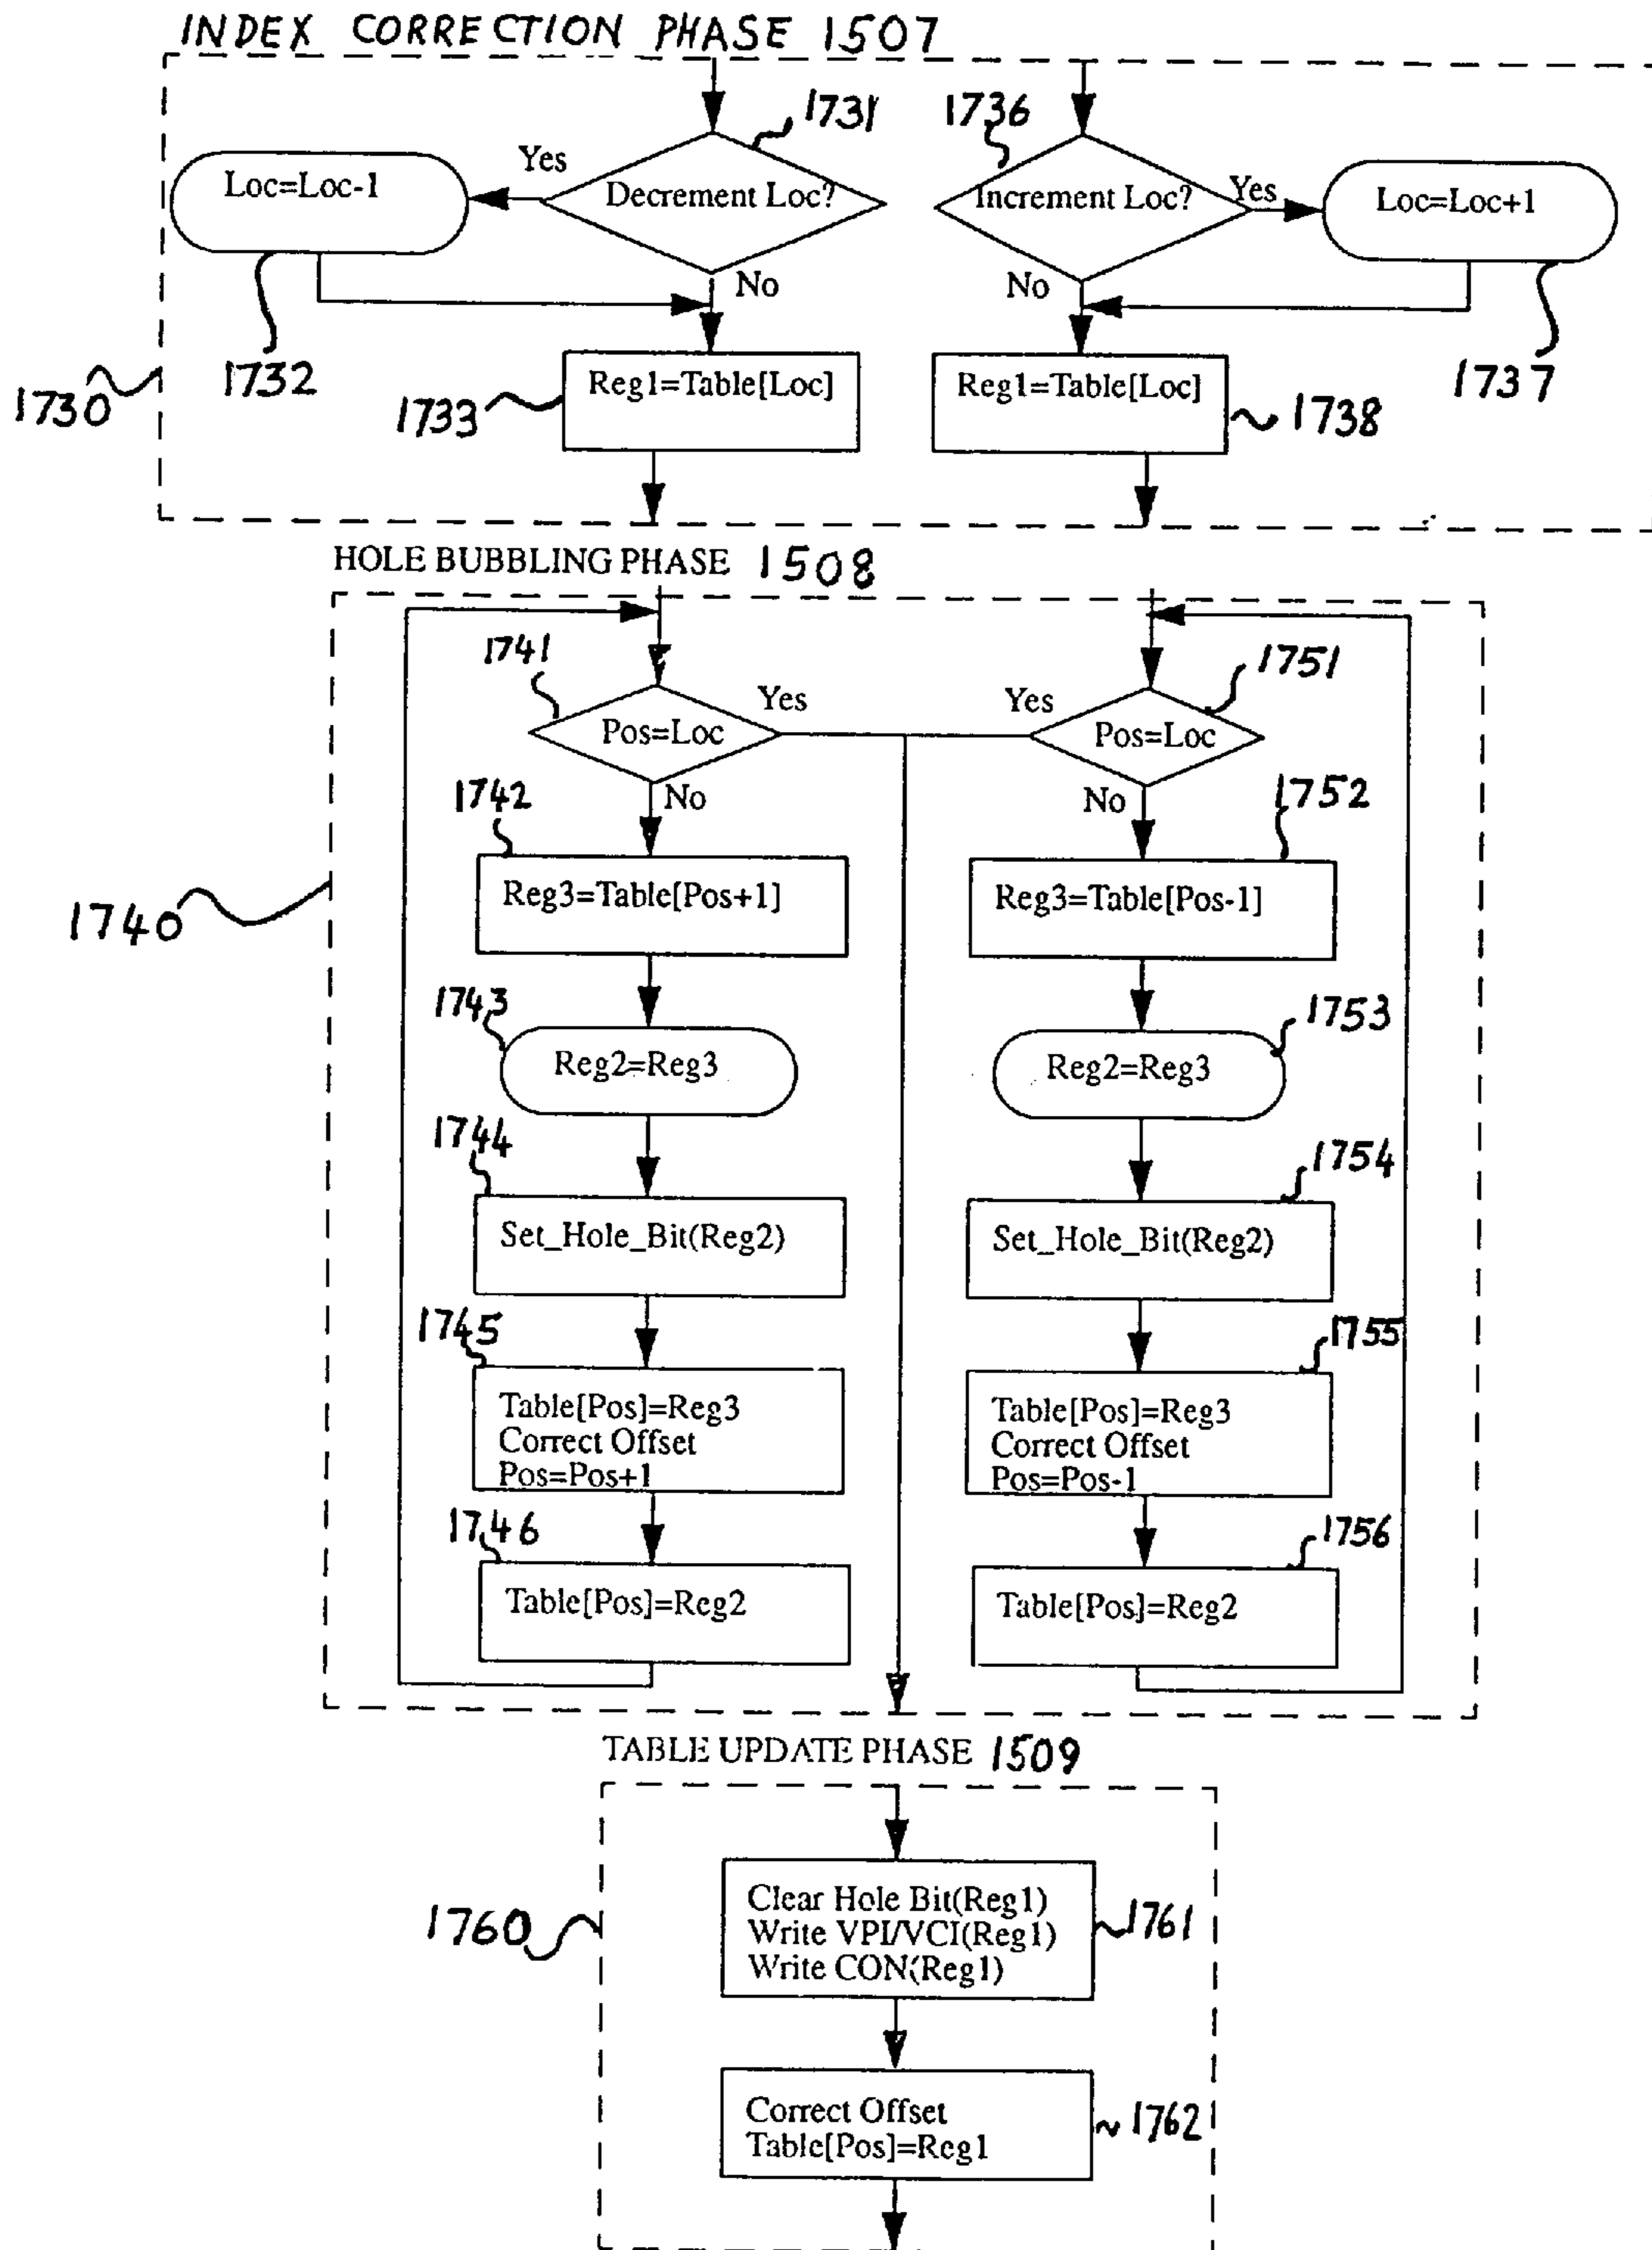 INDEX CORRECTION PHASE 1507
1731
1736
Yes
Loc=Loc-1
Decrement Loc?
Increment Loc?
Yes
Loc=Loc+1
No
No
1730
1732
1733
Reg1=Table[Loc]
Reg1=Table[Loc]
1738
1737
HOLE BUBBLING PHASE 1508
1741
1751
Yes
Yes
Pos=Loc
Pos=Loc
1742
No
No
1752
1740
Reg3=Table[Pos+1]
Reg3=Table[Pos-1]
1743
1753
Reg2=Reg3
Reg2=Reg3
1744
1754
Set_Hole_Bit(Reg2)
Set_Hole_Bit(Reg2)
1745
1755
Table[Pos]=Reg3
Correct Offset
Pos=Pos+1
Table[Pos]=Reg3
Correct Offset
Pos=Pos-1
1746
1756
Table[Pos]=Reg2
Table[Pos]=Reg2
TABLE UPDATE PHASE 1509
1760
Clear Hole Bit(Reg1)
Write VPI/VCI(Reg1)
Write CON(Reg1)
1761
Correct Offset
Table[Pos]=Reg1
1762